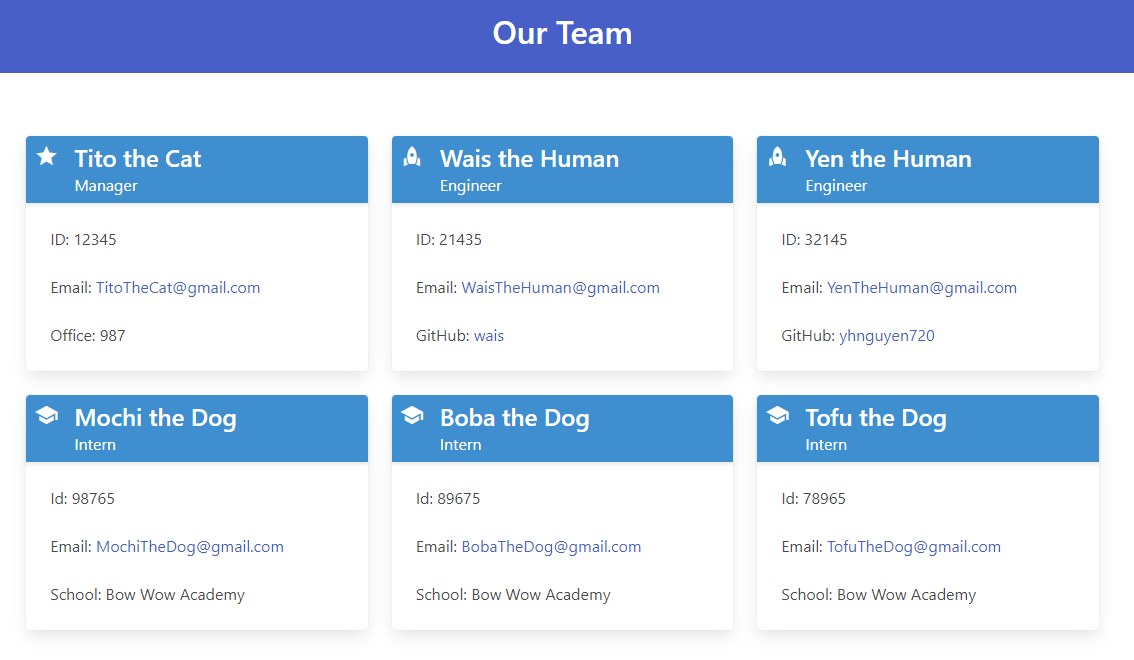 Our Team
Tito the Cat
Manager
ID: 12345
Email: TitoTheCat@gmail.com
Office: 987
Wais the Human
Engineer
ID: 21435
Email: WaisTheHuman@gmail.com
GitHub: wais
Yen the Human
Engineer
ID: 32145
Email: YenTheHuman@gmail.com
GitHub: yhnguyen720
Mochi the Dog
Intern
Id: 98765
Email: MochiTheDog@gmail.com
School: Bow Wow Academy
Boba the Dog
Intern
Id: 89675
Email: BobaTheDog@gmail.com
School: Bow Wow Academy
Tofu the Dog
Intern
Id: 78965
Email: TofuTheDog@gmail.com
School: Bow Wow Academy